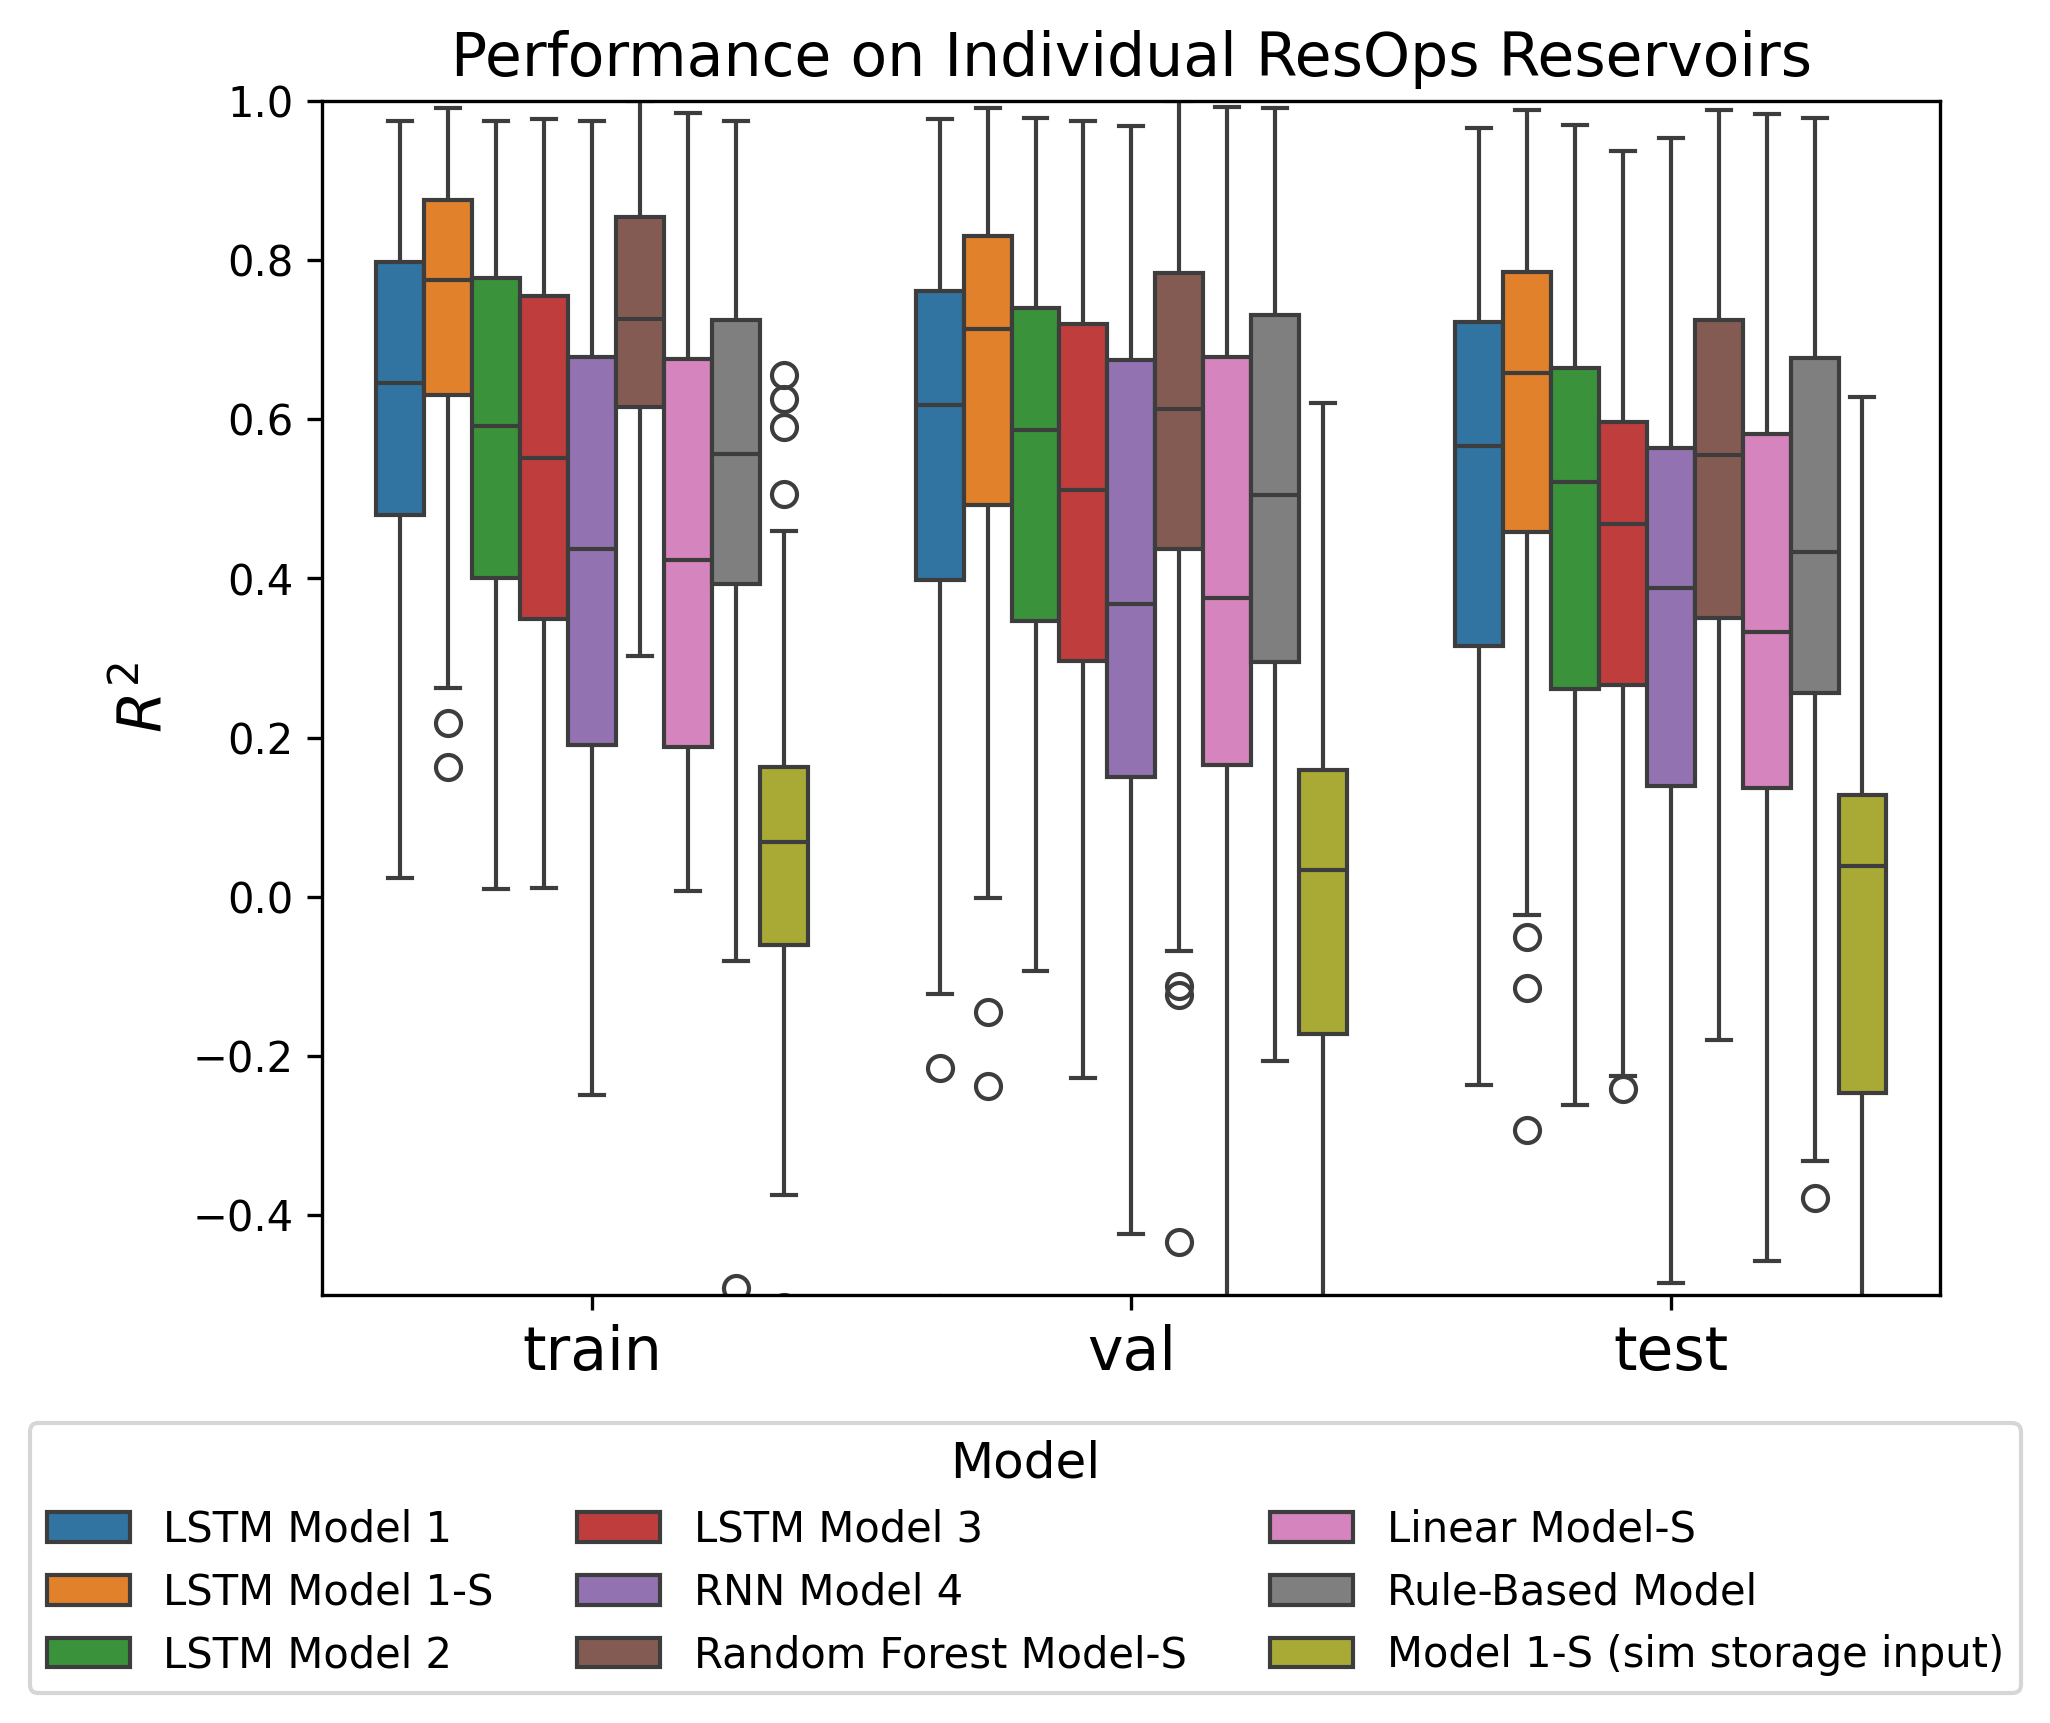 Performance on Individual ResOps Reservoirs
1.0
0.8
0.6
0.4
0.2
0.0
−0.2
−0.4
R²
train val test
Model
LSTM Model 1 LSTM Model 3 Linear Model-S
LSTM Model 1-S RNN Model 4 Rule-Based Model
LSTM Model 2 Random Forest Model-S Model 1-S (sim storage input)